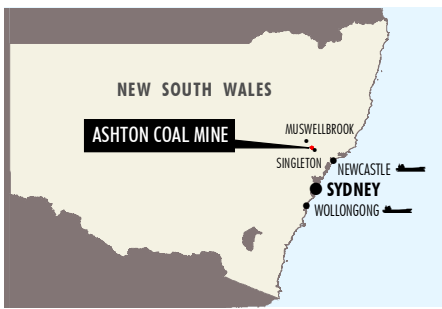 NEW SOUTH WALES
ASHTON COAL MINE
MUSWELLBROOK
SINGLETON
NEWCASTLE
SYDNEY
WOLLONGONG